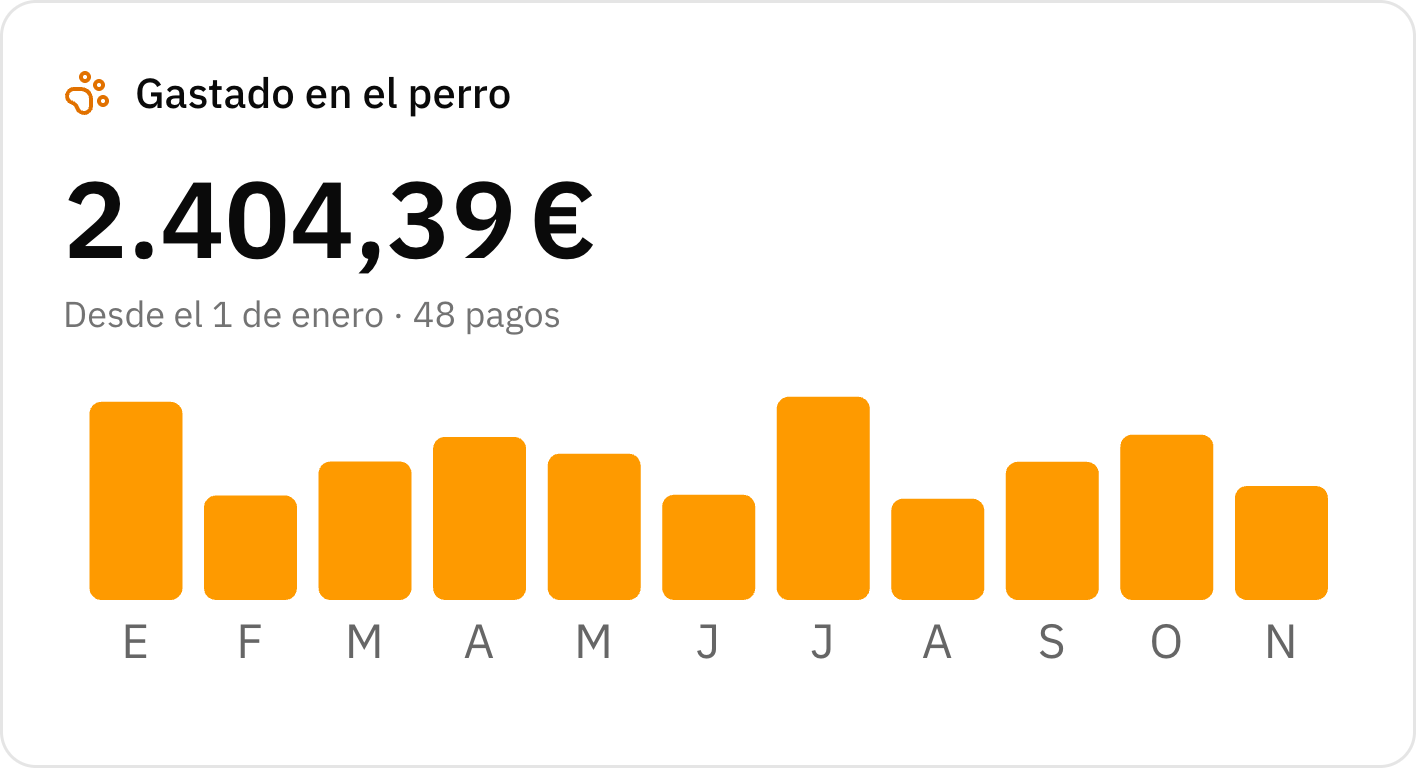 Gastado en el perro
2.404,39 €
Desde el 1 de enero · 48 pagos
E F M A M J J A S O N